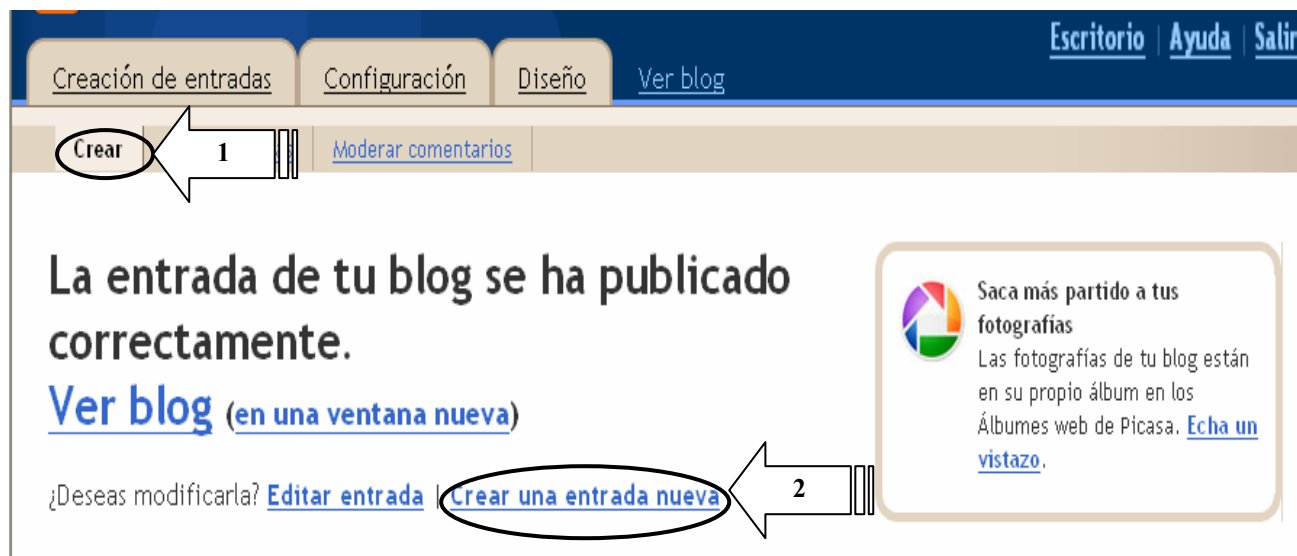 Escritorio | Ayuda | Salir
Creación de entradas Configuración Diseño Ver blog
Crear 1 Moderar comentarios
La entrada de tu blog se ha publicado
correctamente.
Ver blog (en una ventana nueva)
¿Deseas modificarla? Editar entrada | Crear una entrada nueva 2
Saca más partido a tus
fotografías
Las fotografías de tu blog están
en su propio álbum en los
Álbumes web de Picasa. Echa un
vistazo.